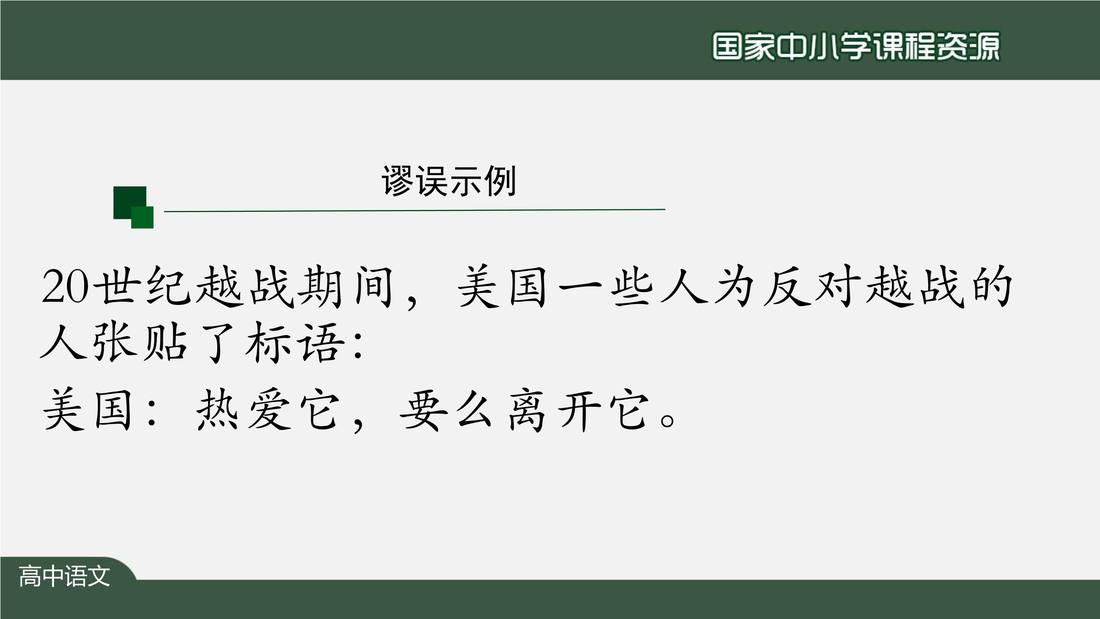 国家中小学课程资源
谬误示例
20世纪越战期间，美国一些人为反对越战的
人张贴了标语：
美国：热爱它，要么离开它。
高中语文